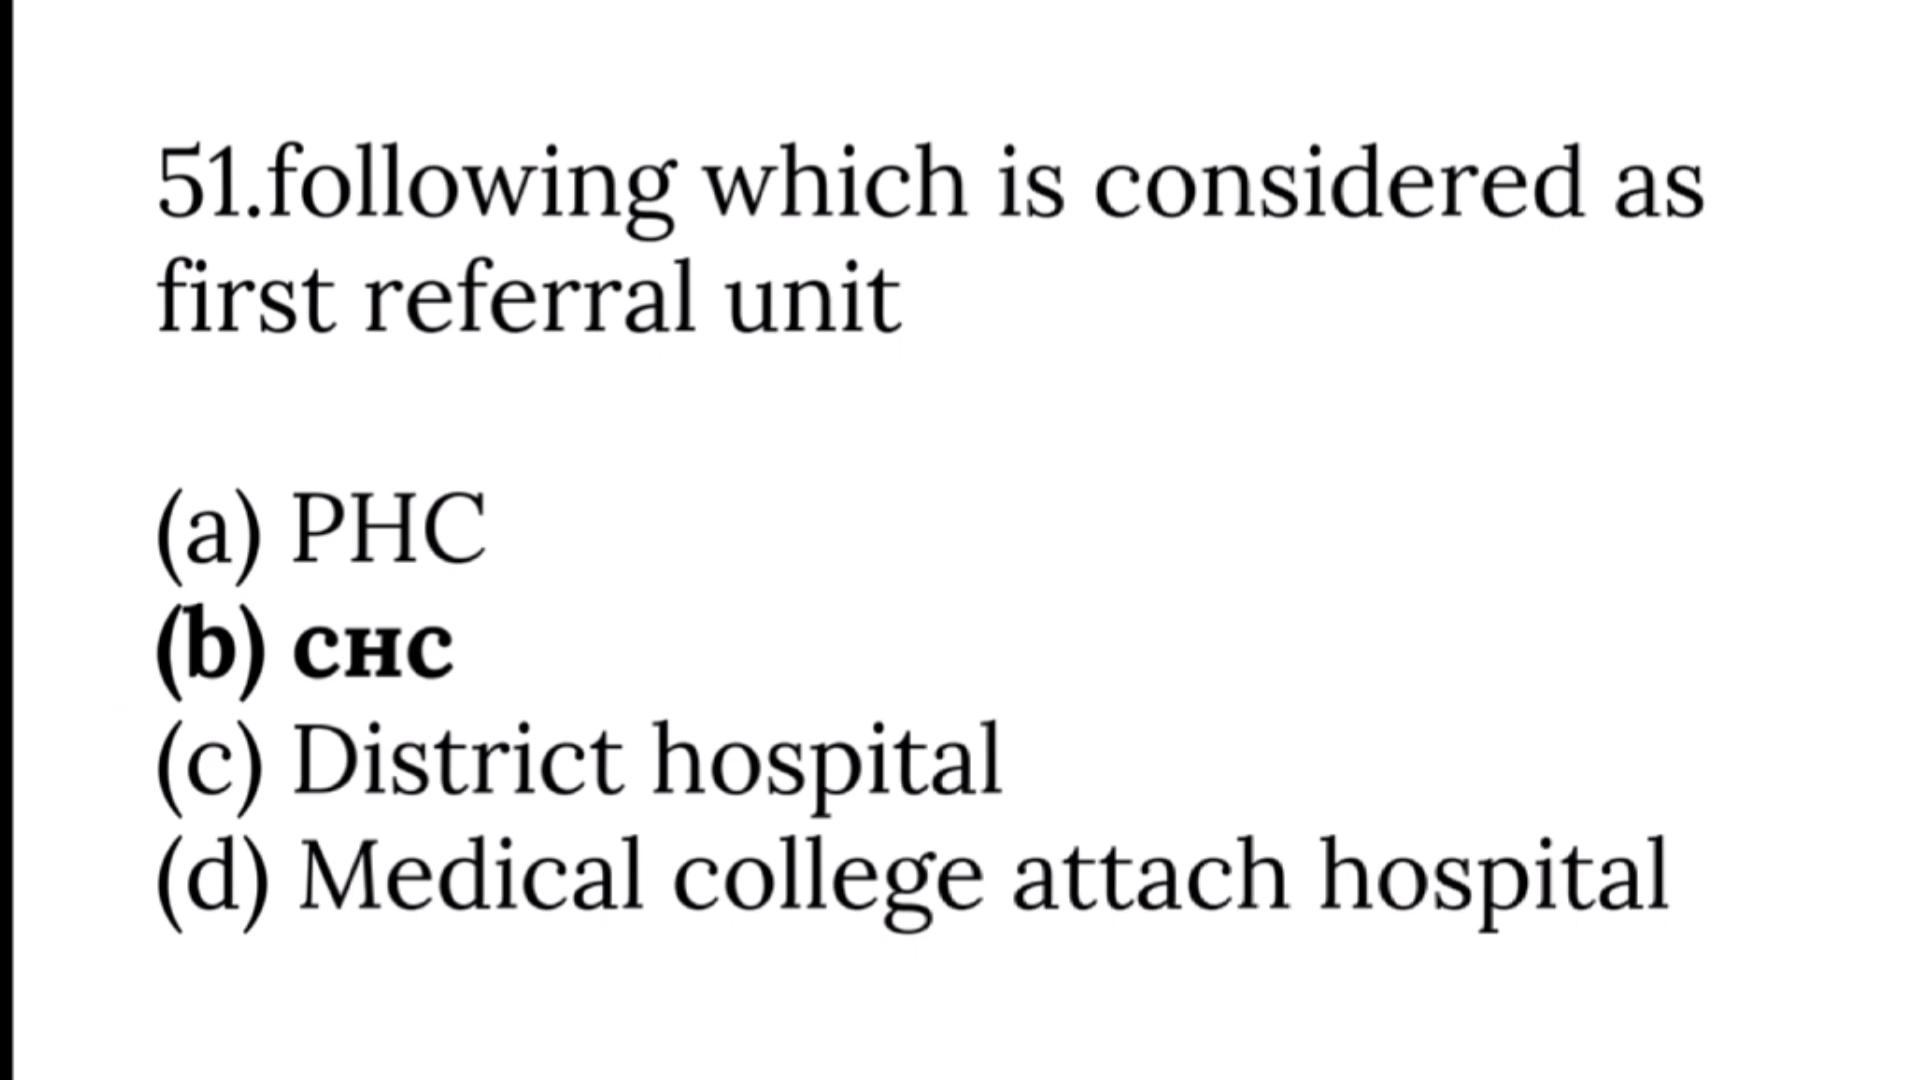 51.following which is considered as
first referral unit
(a) PHC
(b) CHC
(c) District hospital
(d) Medical college attach hospital